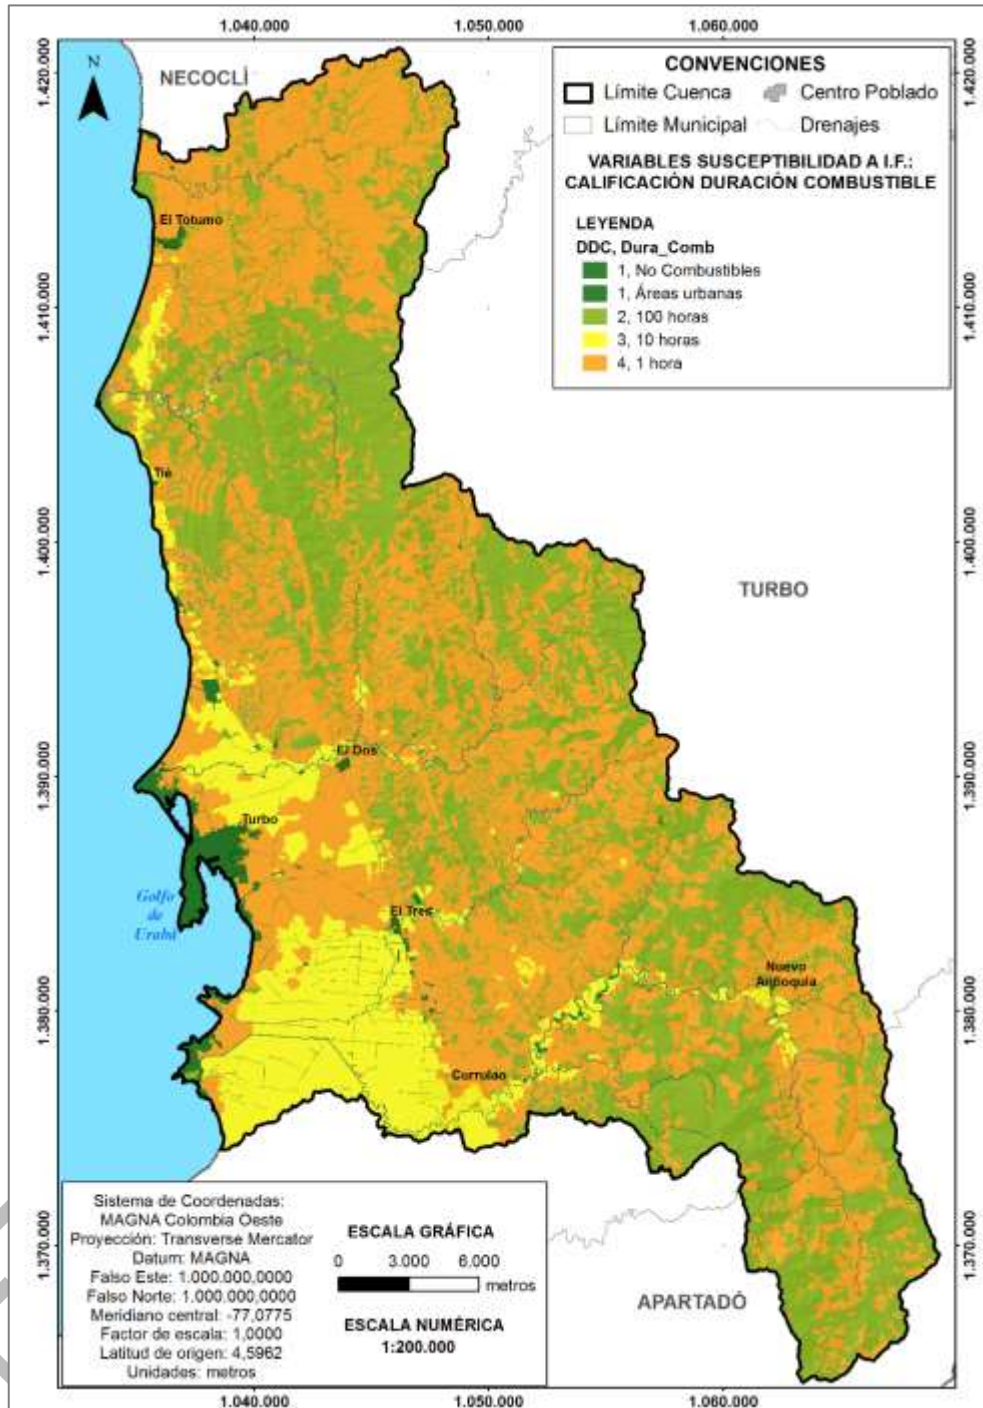 1.040.000 1.050.000 1.060.000
1.420.000
1.410.000
1.400.000
1.390.000
1.380.000
1.370.000
N
NECOCLÍ
CONVENCIONES
Límite Cuenca
Centro Poblado
Límite Municipal
Drenajes
VARIABLES SUSCEPTIBILIDAD A I.F.:
CALIFICACIÓN DURACIÓN COMBUSTIBLE
LEYENDA
DDC, Dura_Comb
1, No Combustibles
1, Áreas urbanas
2, 100 horas
3, 10 horas
4, 1 hora
1.420.000
1.410.000
1.400.000
1.390.000
1.380.000
1.370.000
El Totumo
Tié
TURBO
El Dos
Turbo
Golfo
de
Urabá
El Tres
Nuevo
Antioquia
Currulao
APARTADÓ
Sistema de Coordenadas:
MAGNA Colombia Oeste
Proyección: Transverse Mercator
Datum: MAGNA
Falso Este: 1.000.000,0000
Falso Norte: 1.000.000,0000
Meridiano central: -77,0775
Factor de escala: 1,0000
Latitud de origen: 4,5962
Unidades: metros
ESCALA GRÁFICA
0 3.000 6.000
metros
ESCALA NUMÉRICA
1:200.000
1.040.000 1.050.000 1.060.000